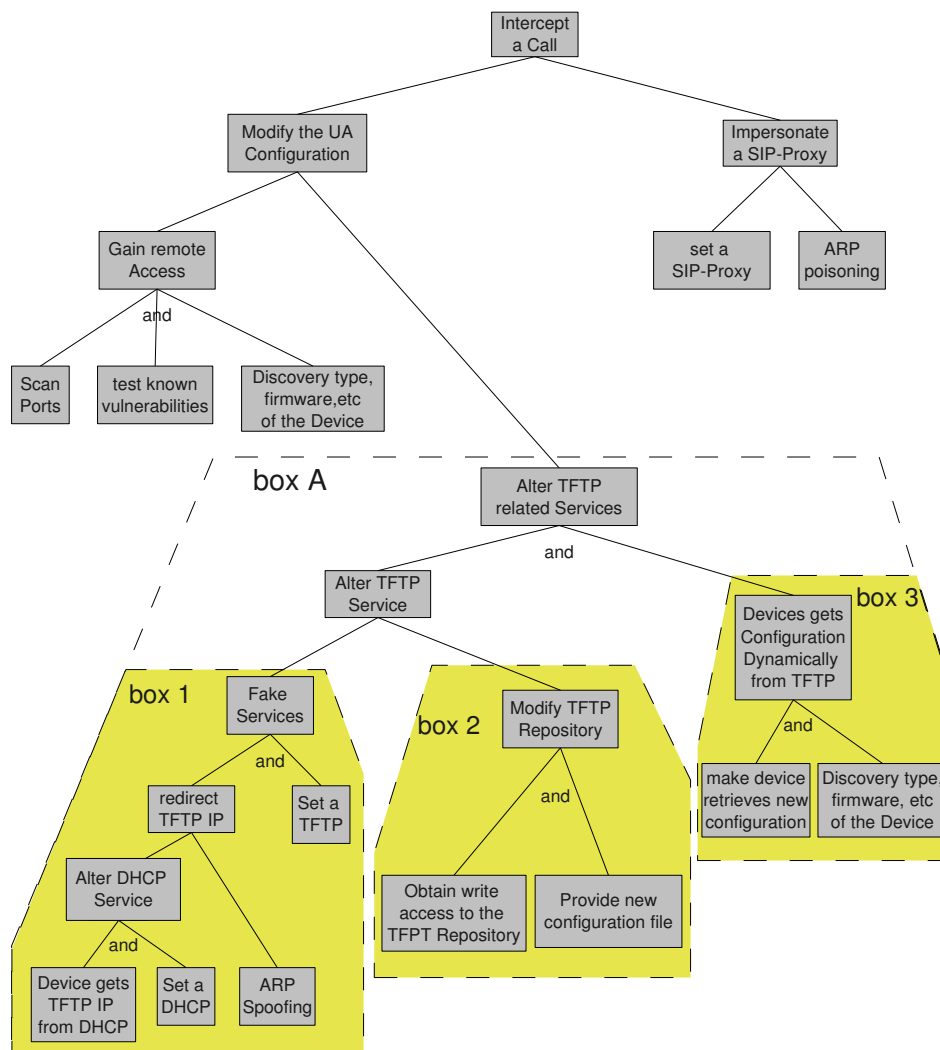 Intercept
a Call
Modify the UA
Configuration
Impersonate
a SIP-Proxy
Gain remote
Access
set a
SIP-Proxy
ARP
poisoning
and
Scan
Ports
test known
vulnerabilities
Discovery type,
firmware,etc
of the Device
box A
Alter TFTP
related Services
and
Alter TFTP
Service
box 3
Devices gets
Configuration
Dynamically
from TFTP
and
make device
retrieves new
configuration
Discovery type,
firmware, etc
of the Device
box 1
Fake
Services
and
redirect
TFTP IP
Set a
TFTP
Alter DHCP
Service
and
Device gets
TFTP IP
from DHCP
Set a
DHCP
ARP
Spoofing
box 2
Modify TFTP
Repository
and
Obtain write
access to the
TFPT Repository
Provide new
configuration file